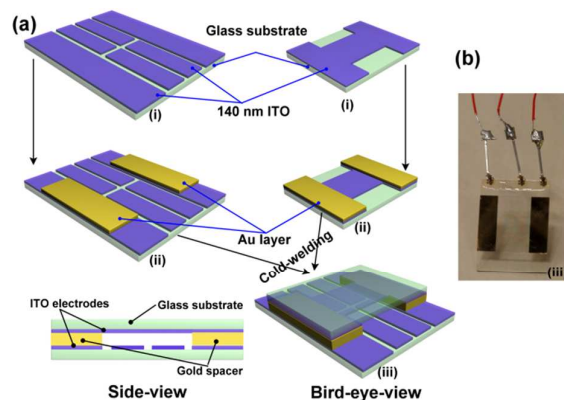 (a)
Glass substrate
(i)
140 nm ITO
(i)
(b)
Au layer
(ii)
(ii)
Cold-welding
ITO electrodes
Glass substrate
Gold spacer
(iii)
Side-view
Bird-eye-view
(iii